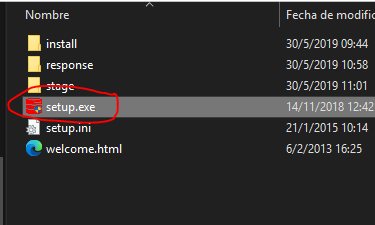 Nombre Fecha de modific
install 30/5/2019 09:44
response 30/5/2019 10:58
stage 30/5/2019 11:01
setup.exe 14/11/2018 12:42
setup.ini 21/1/2015 10:14
welcome.html 6/2/2013 16:25